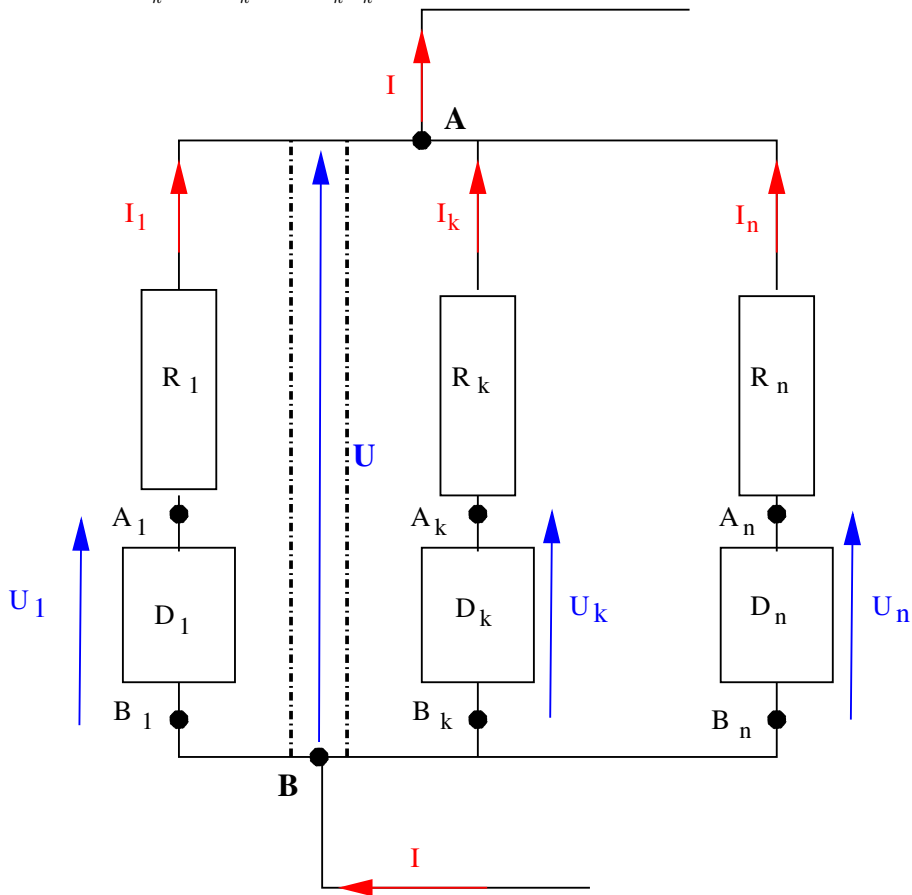 n n n n
I
A
I1 Ik In
R1 Rk Rn
U
A1 Ak An
U1 D1 Dk Uk Dn Un
B1 Bk Bn
B
I